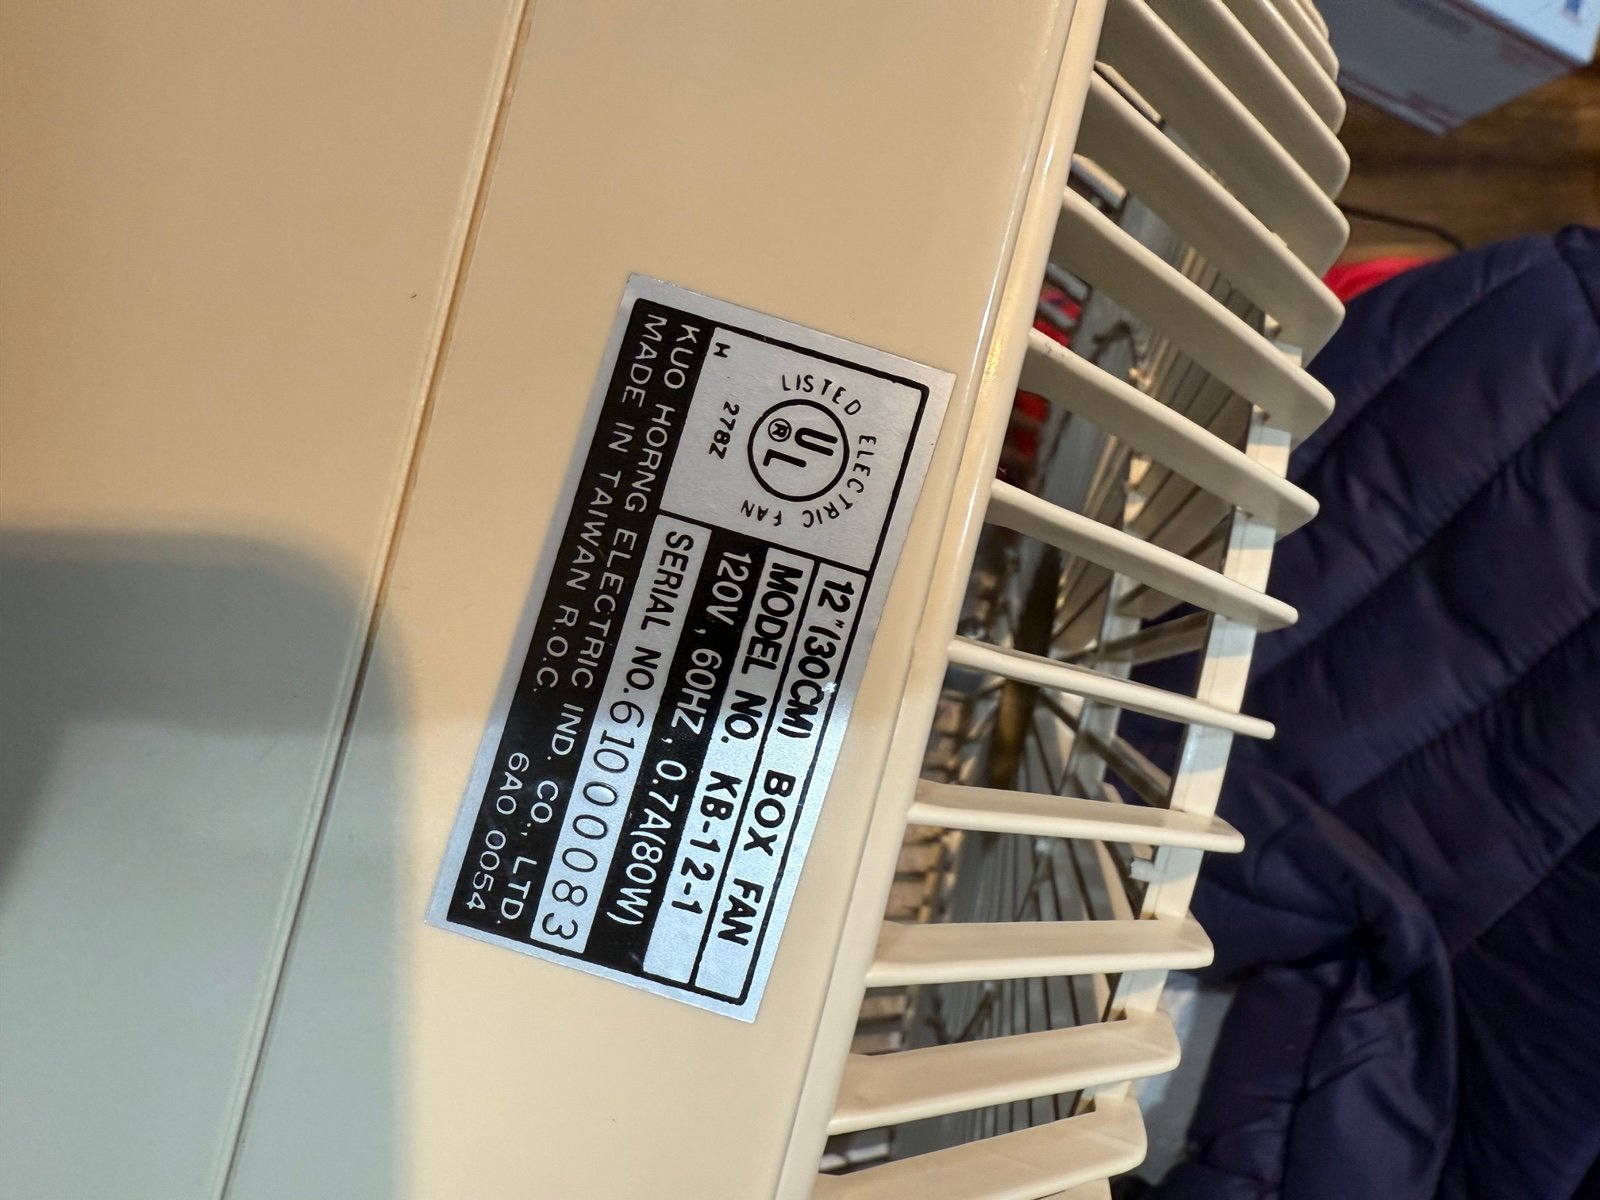 LISTED ELECTRIC FAN
UL
®
H 278Z
12"(30CM) BOX FAN
MODEL NO. KB-12-1
120V, 60HZ, 0.7A(80W)
SERIAL NO.61000083
KUO HORNG ELECTRIC IND. CO., LTD.
MADE IN TAIWAN R.O.C. 6A0 0054